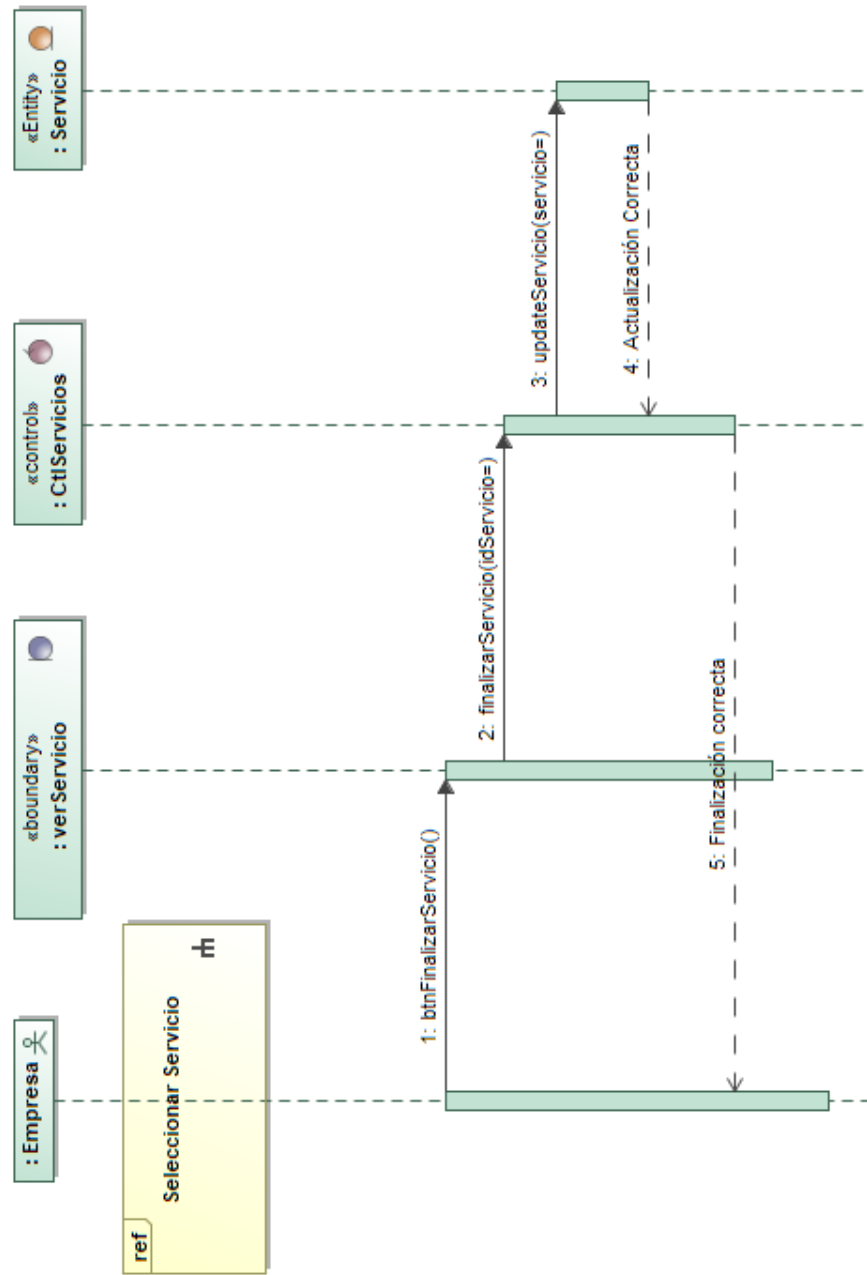 : Empresa
«boundary»
: verServicio
«control»
: CtlServicios
«Entity»
: Servicio
ref
Seleccionar Servicio
1: btnFinalizarServicio()
2: finalizarServicio(idServicio=)
3: updateServicio(servicio=)
4: Actualización Correcta
5: Finalización correcta